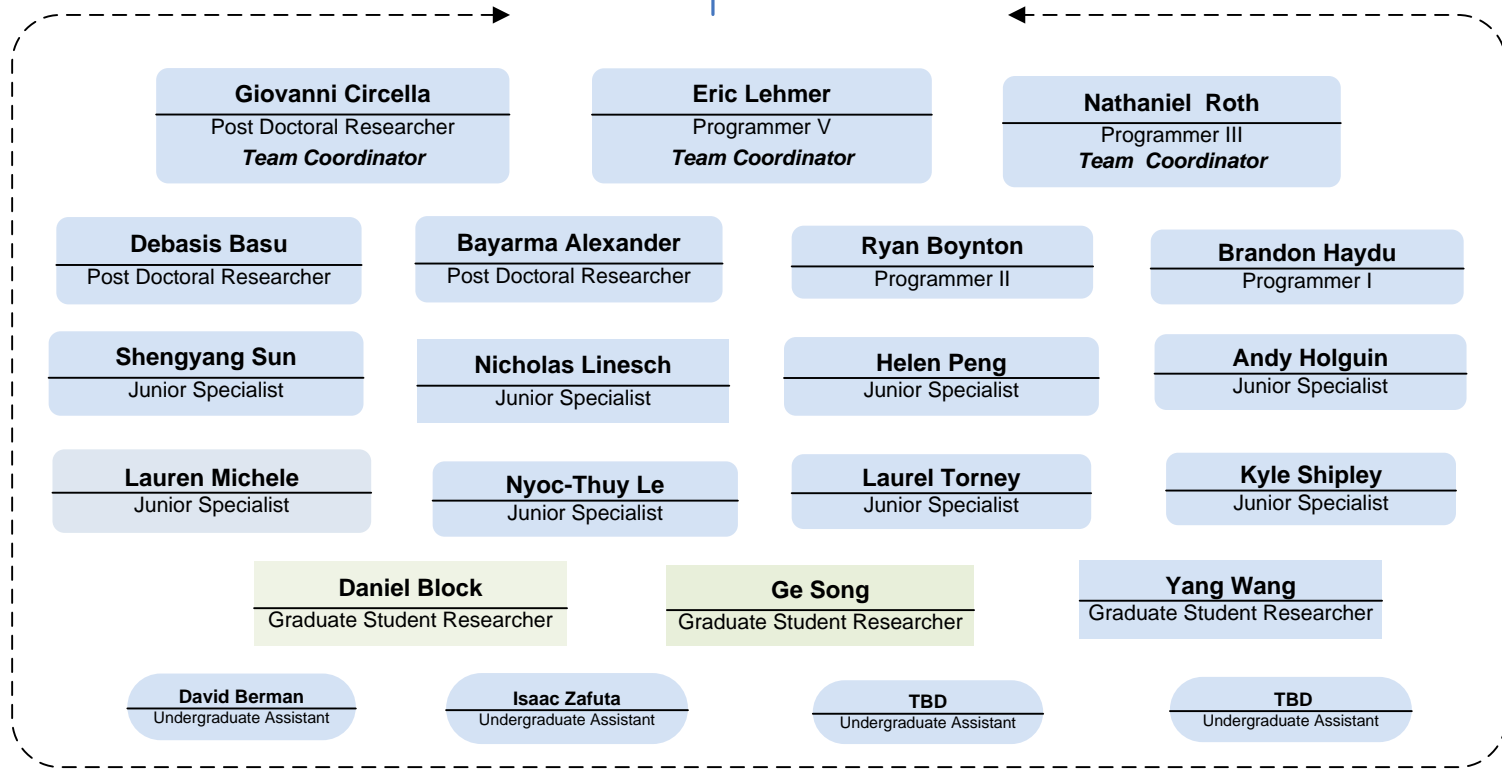 Giovanni Circella
Post Doctoral Researcher
Team Coordinator
Eric Lehmer
Programmer V
Team Coordinator
Nathaniel Roth
Programmer III
Team Coordinator
Debasis Basu
Post Doctoral Researcher
Bayarma Alexander
Post Doctoral Researcher
Ryan Boynton
Programmer II
Brandon Haydu
Programmer I
Shengyang Sun
Junior Specialist
Nicholas Linesch
Junior Specialist
Helen Peng
Junior Specialist
Andy Holguin
Junior Specialist
Lauren Michele
Junior Specialist
Nyoc-Thuy Le
Junior Specialist
Laurel Torney
Junior Specialist
Kyle Shipley
Junior Specialist
Daniel Block
Graduate Student Researcher
Ge Song
Graduate Student Researcher
Yang Wang
Graduate Student Researcher
David Berman
Undergraduate Assistant
Isaac Zafuta
Undergraduate Assistant
TBD
Undergraduate Assistant
TBD
Undergraduate Assistant